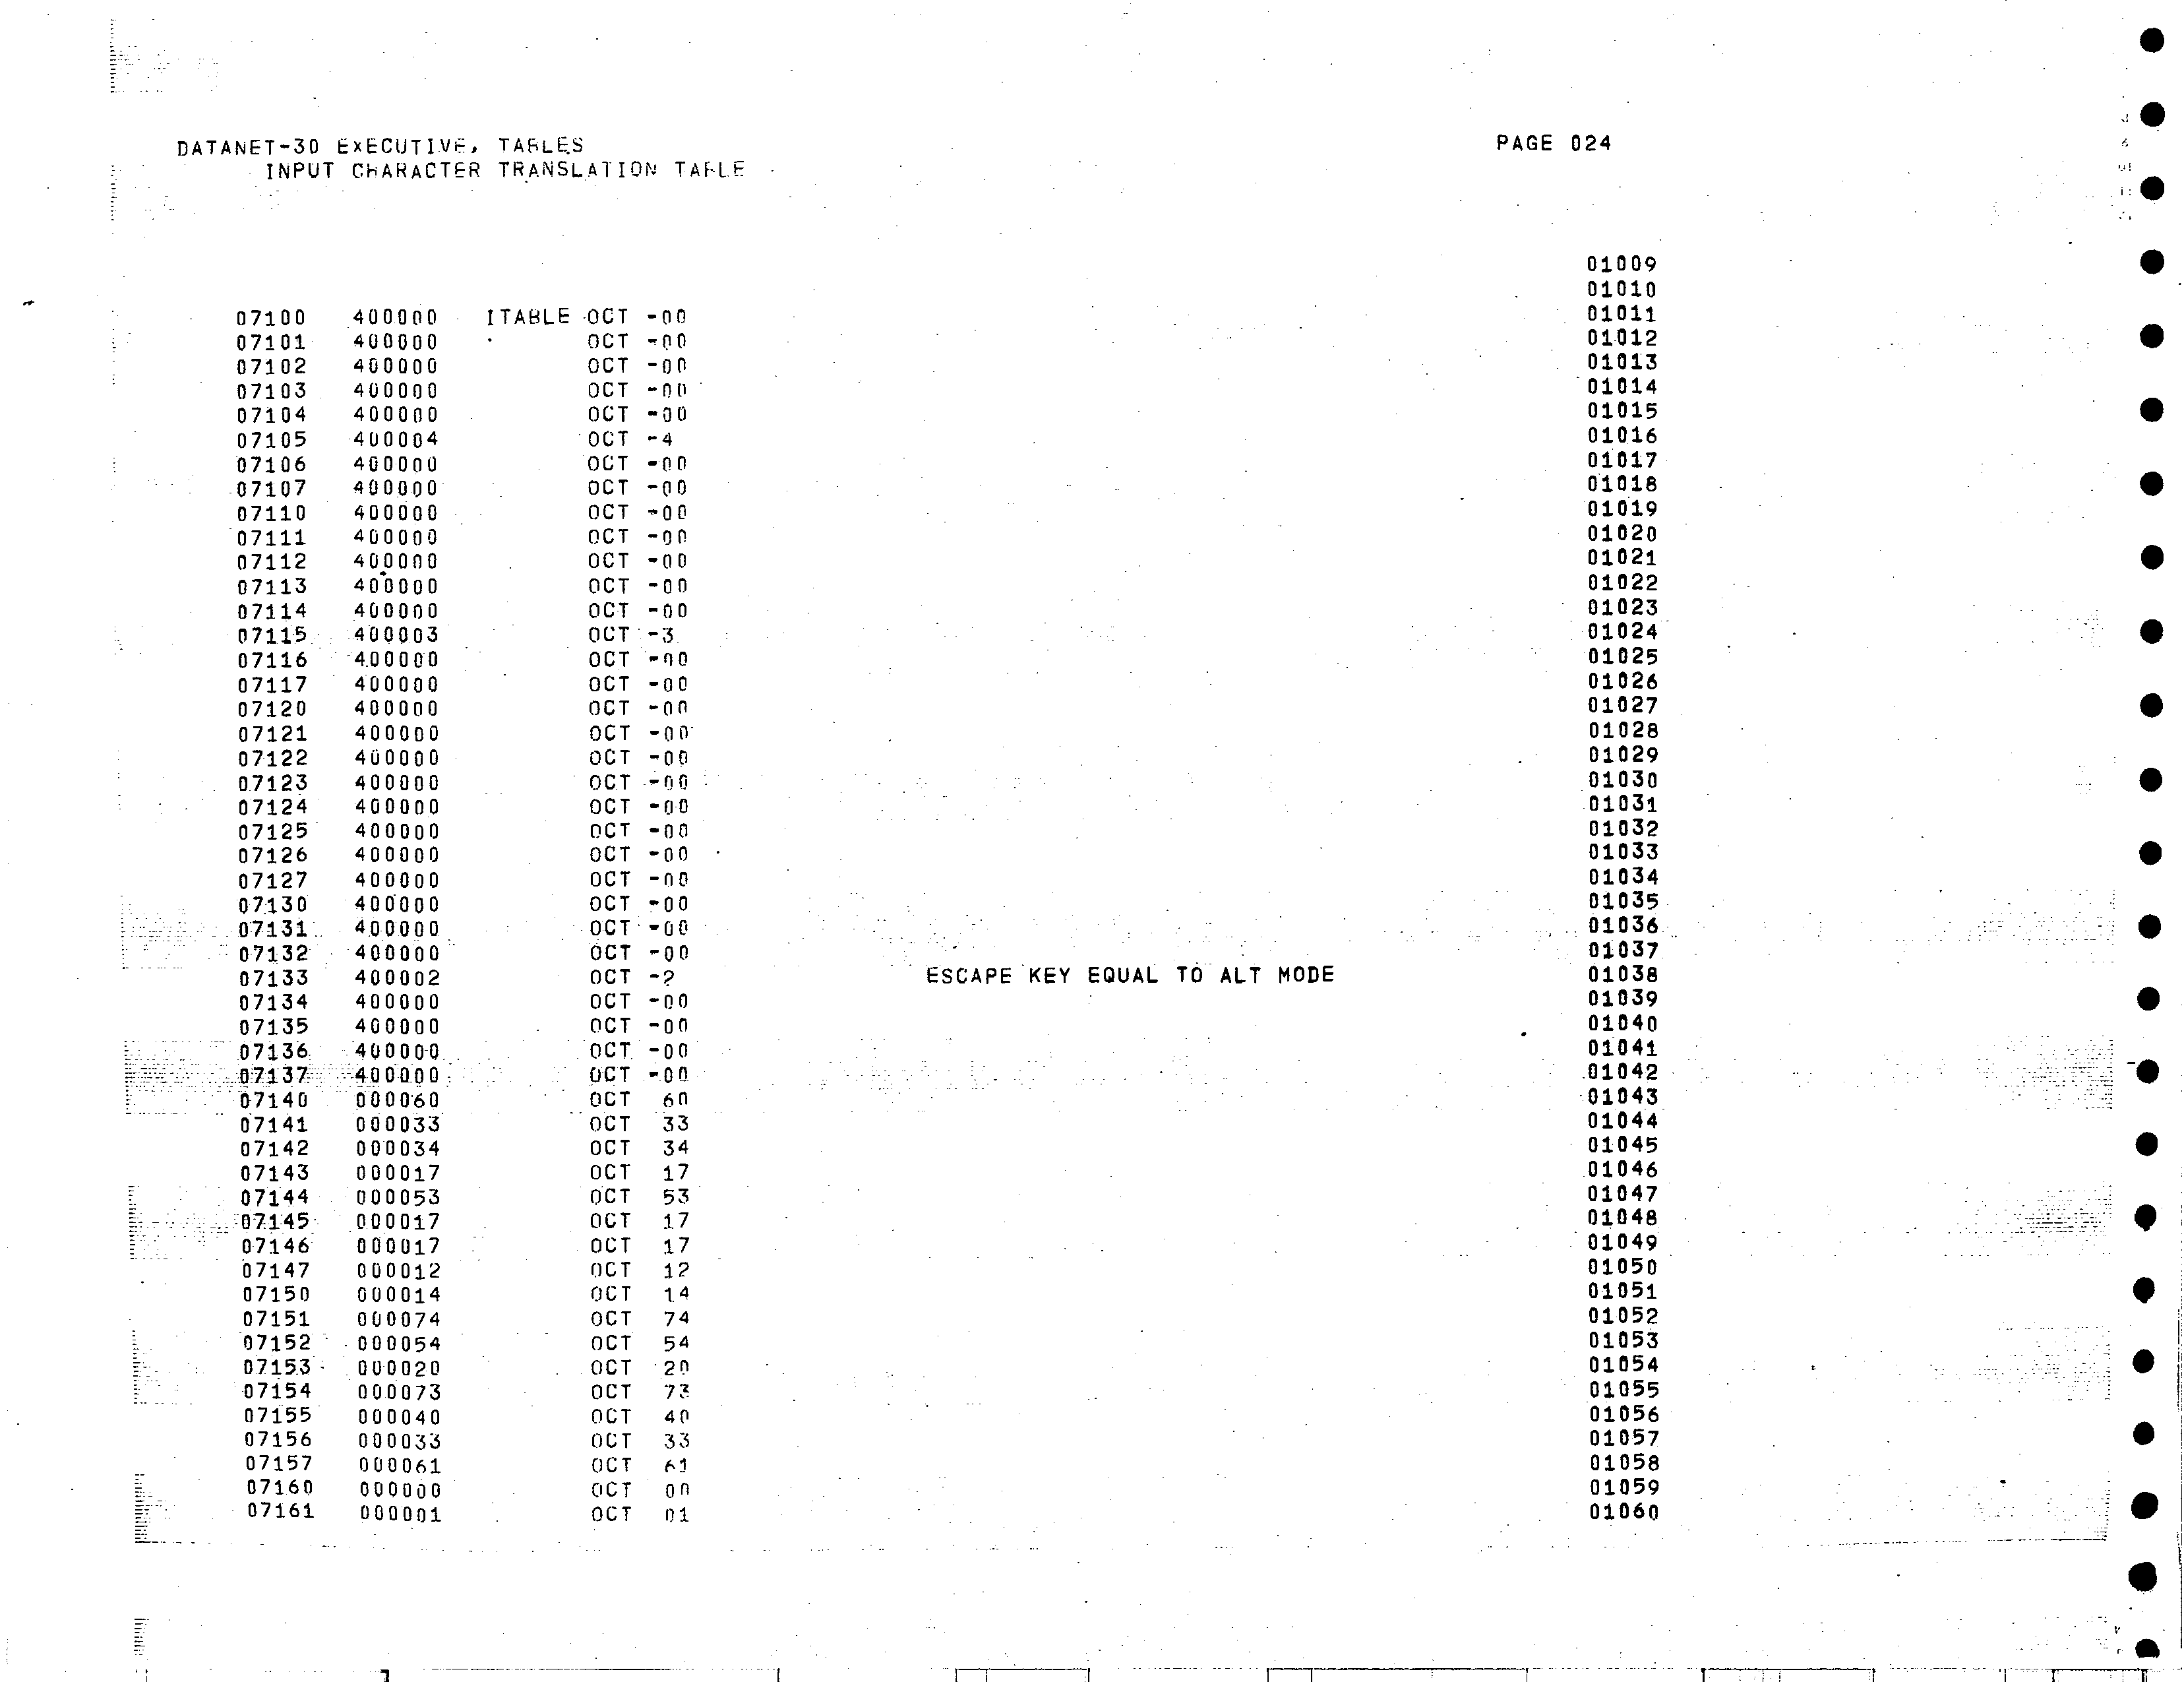 DATANET-30 EXECUTIVE, TABLES PAGE 024
INPUT CHARACTER TRANSLATION TABLE
01009
01010
07100 400000 ITABLE OCT -00 01011
07101 400000 OCT -00 01012
07102 400000 OCT -00 01013
07103 400000 OCT -00 01014
07104 400000 OCT -00 01015
07105 400004 OCT -4 01016
07106 400000 OCT -00 01017
07107 400000 OCT -00 01018
07110 400000 OCT -00 01019
07111 400000 OCT -00 01020
07112 400000 OCT -00 01021
07113 400000 OCT -00 01022
07114 400000 OCT -00 01023
07115 400003 OCT -3 01024
07116 400000 OCT -00 01025
07117 400000 OCT -00 01026
07120 400000 OCT -00 01027
07121 400000 OCT -00 01028
07122 400000 OCT -00 01029
07123 400000 OCT -00 01030
07124 400000 OCT -00 01031
07125 400000 OCT -00 01032
07126 400000 OCT -00 01033
07127 400000 OCT -00 01034
07130 400000 OCT -00 01035
07131 400000 OCT -00 01036
07132 400000 OCT -00 01037
07133 400002 OCT -2 ESCAPE KEY EQUAL TO ALT MODE 01038
07134 400000 OCT -00 01039
07135 400000 OCT -00 01040
07136 400000 OCT -00 01041
07137 400000 OCT -00 01042
07140 000060 OCT 60 01043
07141 000033 OCT 33 01044
07142 000034 OCT 34 01045
07143 000017 OCT 17 01046
07144 000053 OCT 53 01047
07145 000017 OCT 17 01048
07146 000017 OCT 17 01049
07147 000012 OCT 12 01050
07150 000014 OCT 14 01051
07151 000074 OCT 74 01052
07152 000054 OCT 54 01053
07153 000020 OCT 20 01054
07154 000073 OCT 73 01055
07155 000040 OCT 40 01056
07156 000033 OCT 33 01057
07157 000061 OCT 61 01058
07160 000000 OCT 00 01059
07161 000001 OCT 01 01060